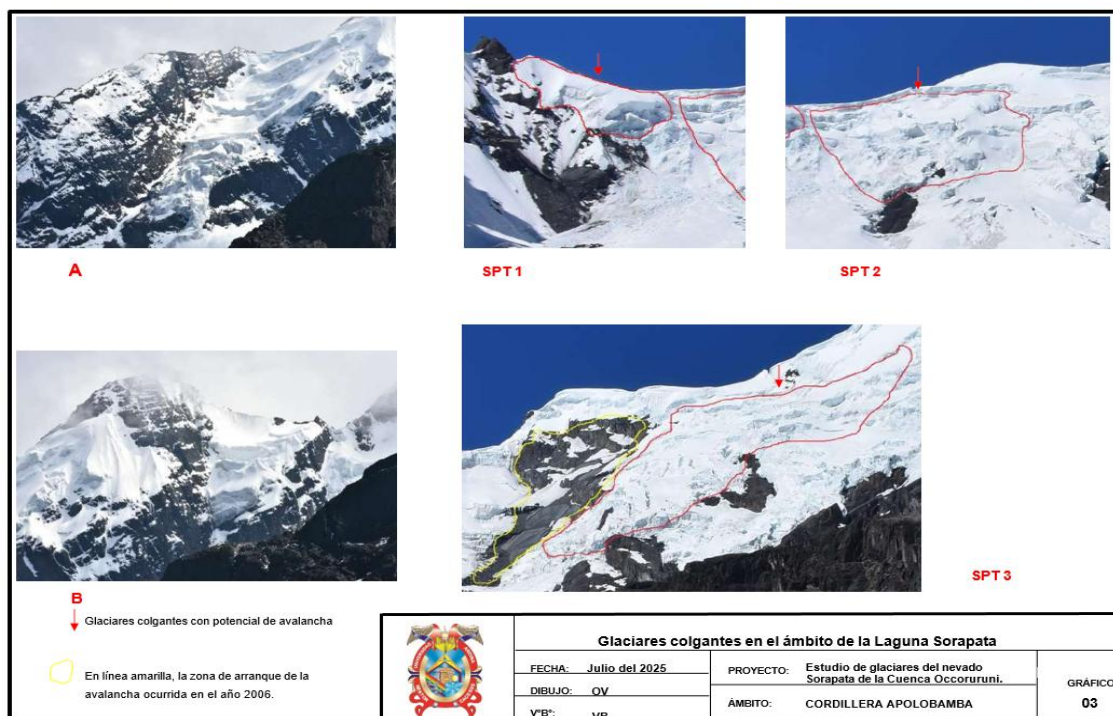 A
SPT 1
SPT 2
B
SPT 3
Glaciares colgantes con potencial de avalancha
En línea amarilla, la zona de arranque de la
avalancha ocurrida en el año 2006.
Glaciares colgantes en el ámbito de la Laguna Sorapata
FECHA: Julio del 2025
DIBUJO: OV
V°B°: VB
PROYECTO: Estudio de glaciares del nevado
Sorapata de la Cuenca Occoruruni.
ÁMBITO: CORDILLERA APOLOBAMBA
GRÁFICO
03